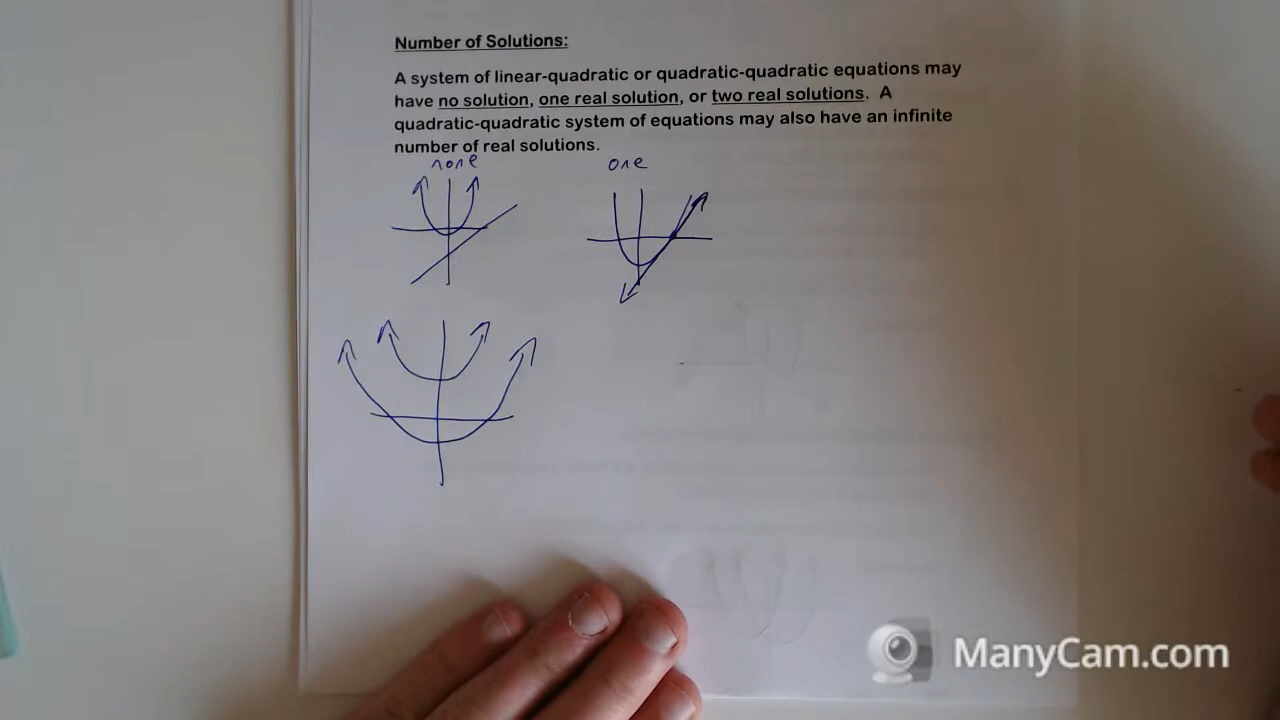 Number of Solutions:
A system of linear-quadratic or quadratic-quadratic equations may
have no solution, one real solution, or two real solutions. A
quadratic-quadratic system of equations may also have an infinite
number of real solutions.
none one
ManyCam.com